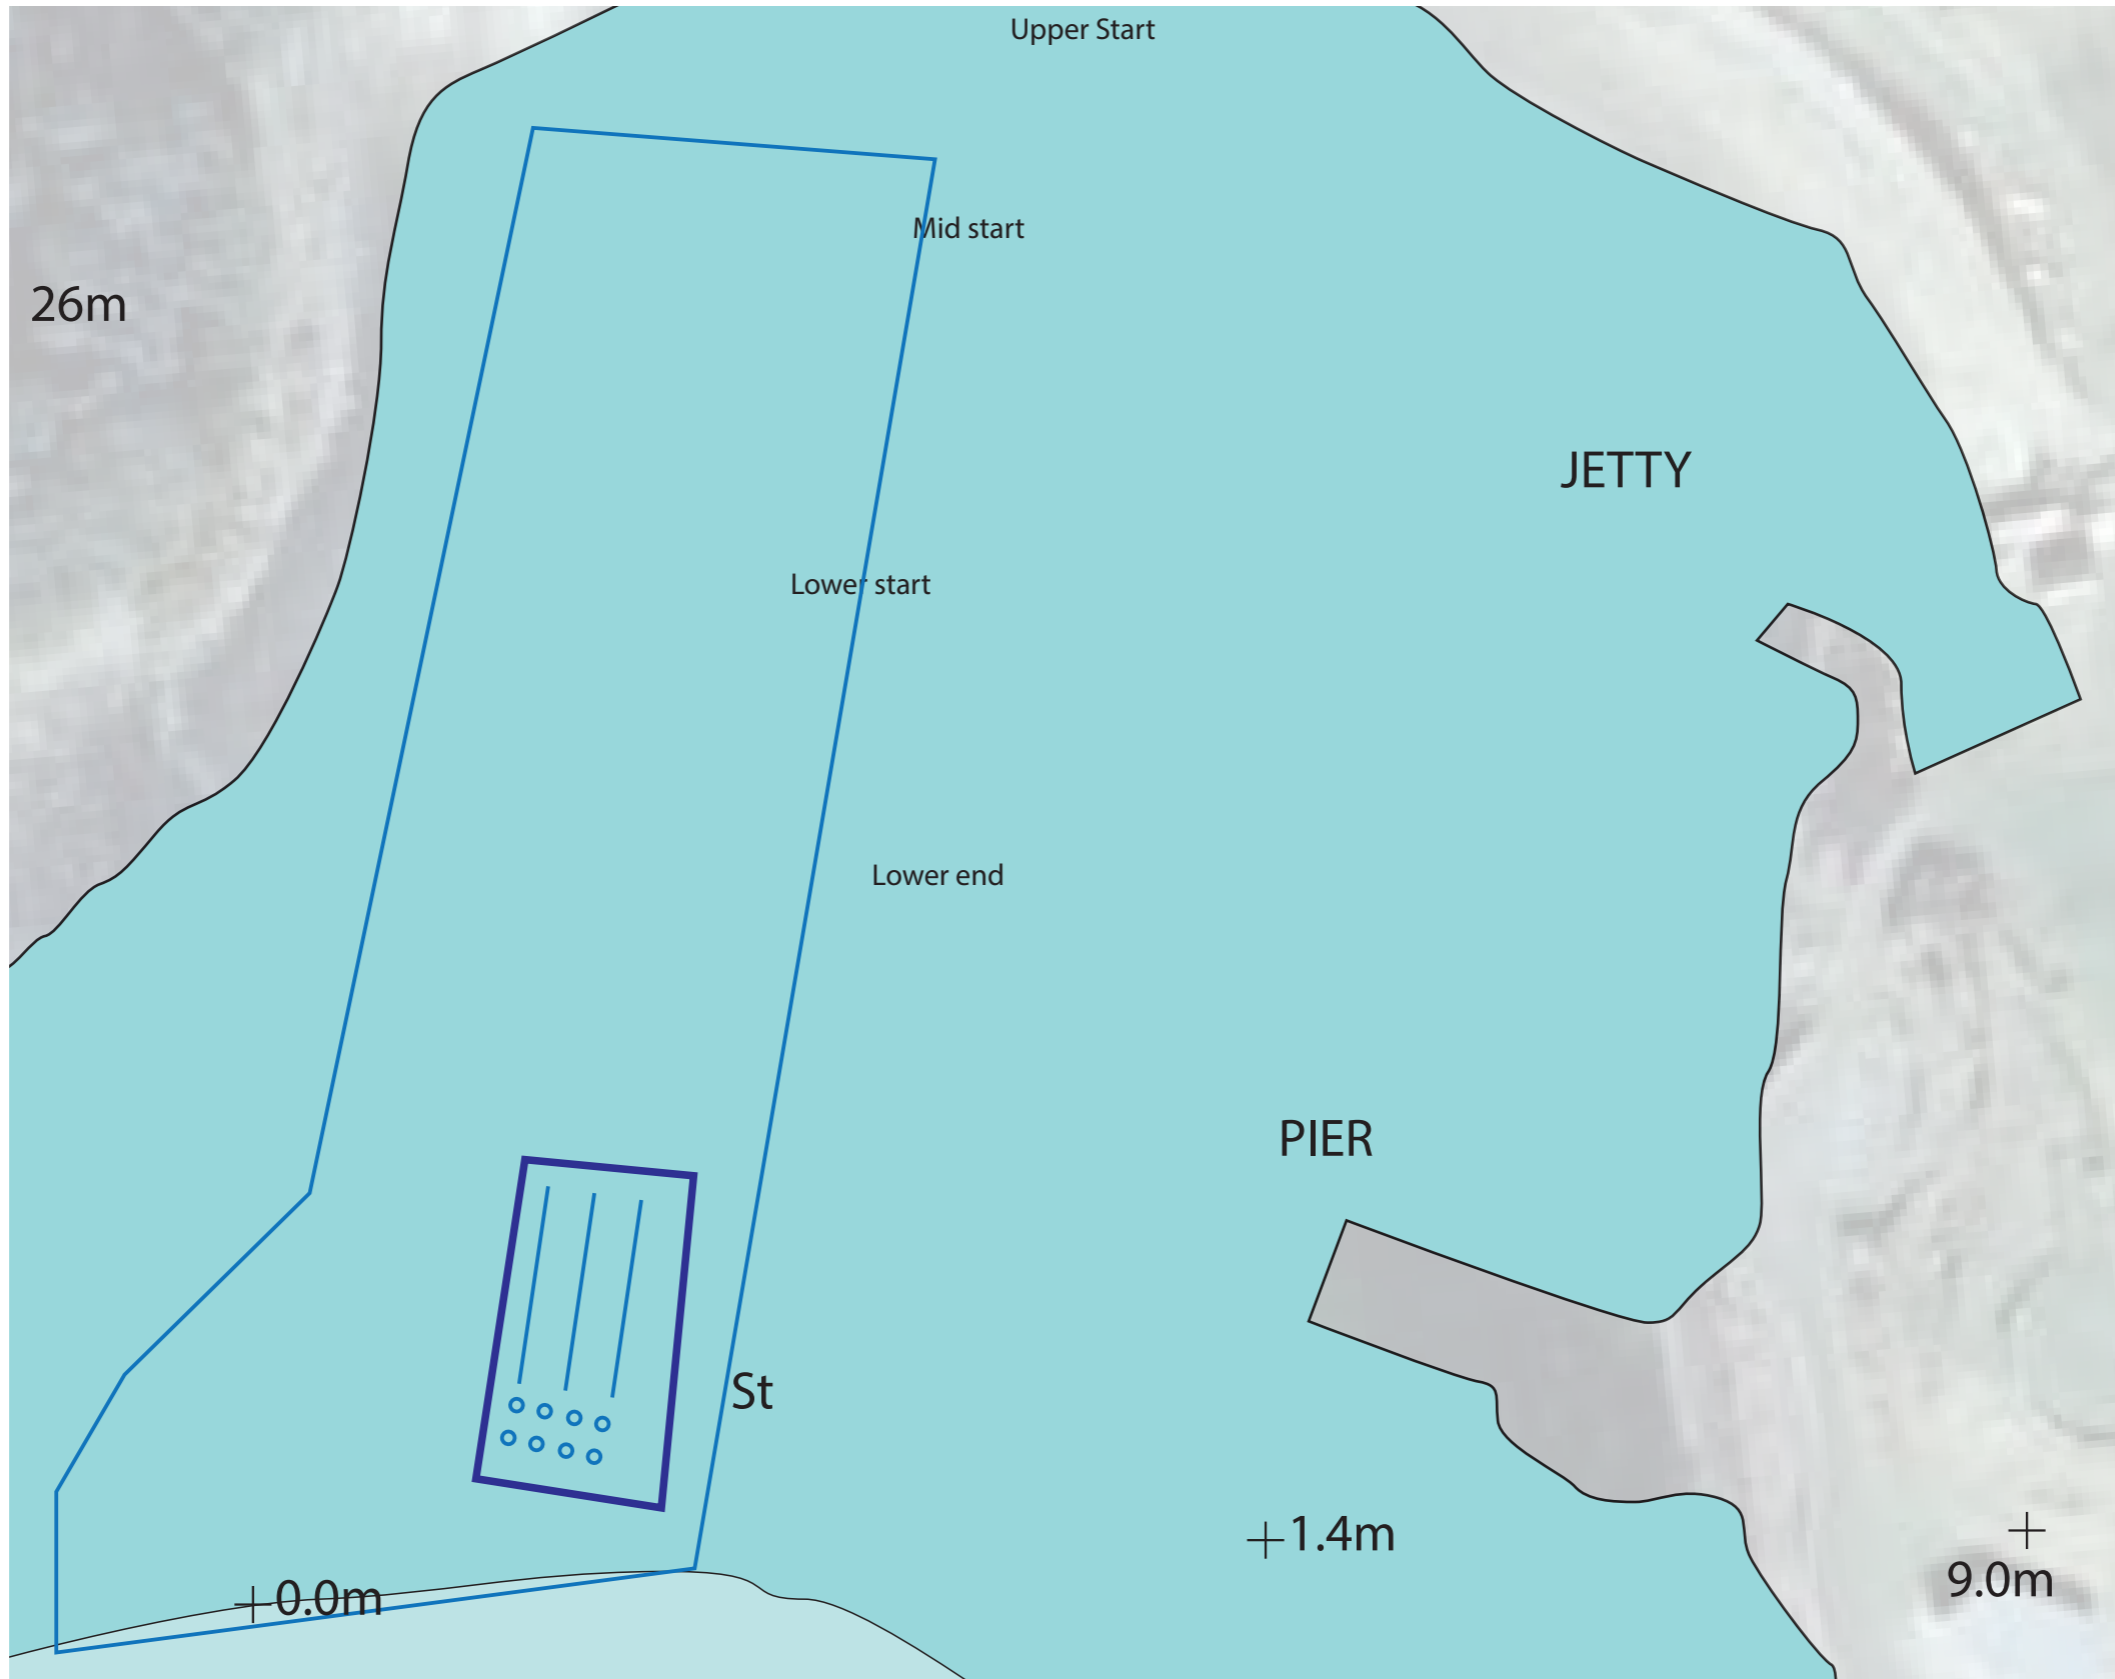 Upper Start
Mid start
26m
JETTY
Lower start
Lower end
PIER
St
1.4m
9.0m
0.0m